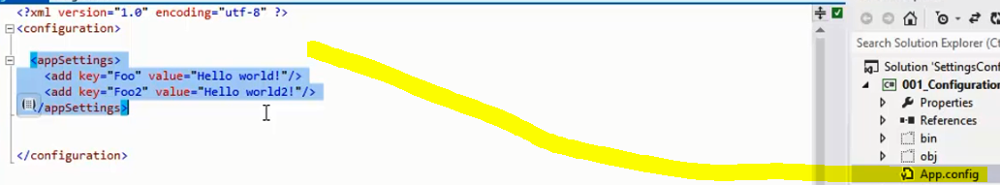 <?xml version="1.0" encoding="utf-8" ?>
<configuration>
<appSettings>
<add key="Foo" value="Hello world!"/>
<add key="Foo2" value="Hello world2!"/>
/appSettings>
</configuration>
Search Solution Explorer (Ct
Solution 'SettingsConf
001_Configuration
Properties
References
bin
obj
App.config